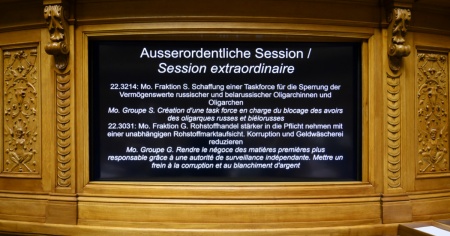 Ausserordentliche Session /
Session extraordinaire
22.3214: Mo. Fraktion S. Schaffung einer Taskforce für die Sperrung der
Vermögenswerte russischer und belarussischer Oligarchinnen und
Oligarchen
Mo. Groupe S. Création d'une task force en charge du blocage des avoirs
des oligarques russes et biélorusses
22.3031: Mo. Fraktion G. Rohstoffhandel stärker in die Pflicht nehmen mit
einer unabhängigen Rohstoffmarktaufsicht. Korruption und Geldwäscherei
reduzieren
Mo. Groupe G. Rendre le négoce des matières premières plus
responsable grâce à une autorité de surveillance indépendante. Mettre un
frein à la corruption et au blanchiment d'argent